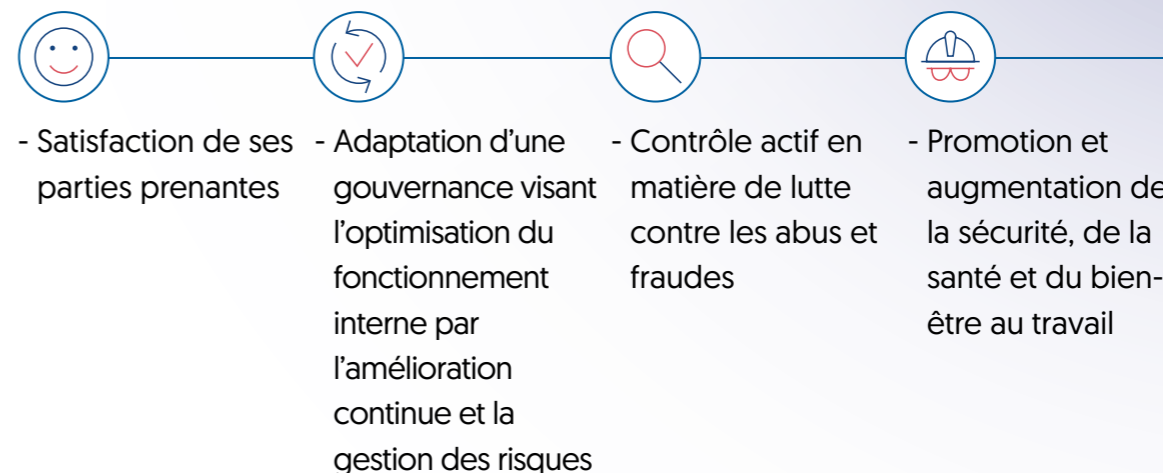 - Satisfaction de ses
parties prenantes
- Adaptation d’une
gouvernance visant
l’optimisation du
fonctionnement
interne par
l’amélioration
continue et la
gestion des risques
- Contrôle actif en
matière de lutte
contre les abus et
fraudes
- Promotion et
augmentation de
la sécurité, de la
santé et du bien-
être au travail